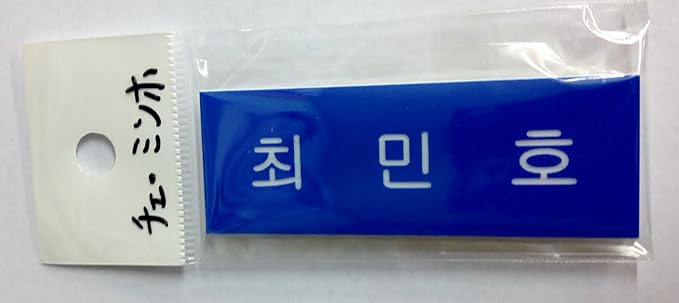 チェ・ミンホ
최 민 호